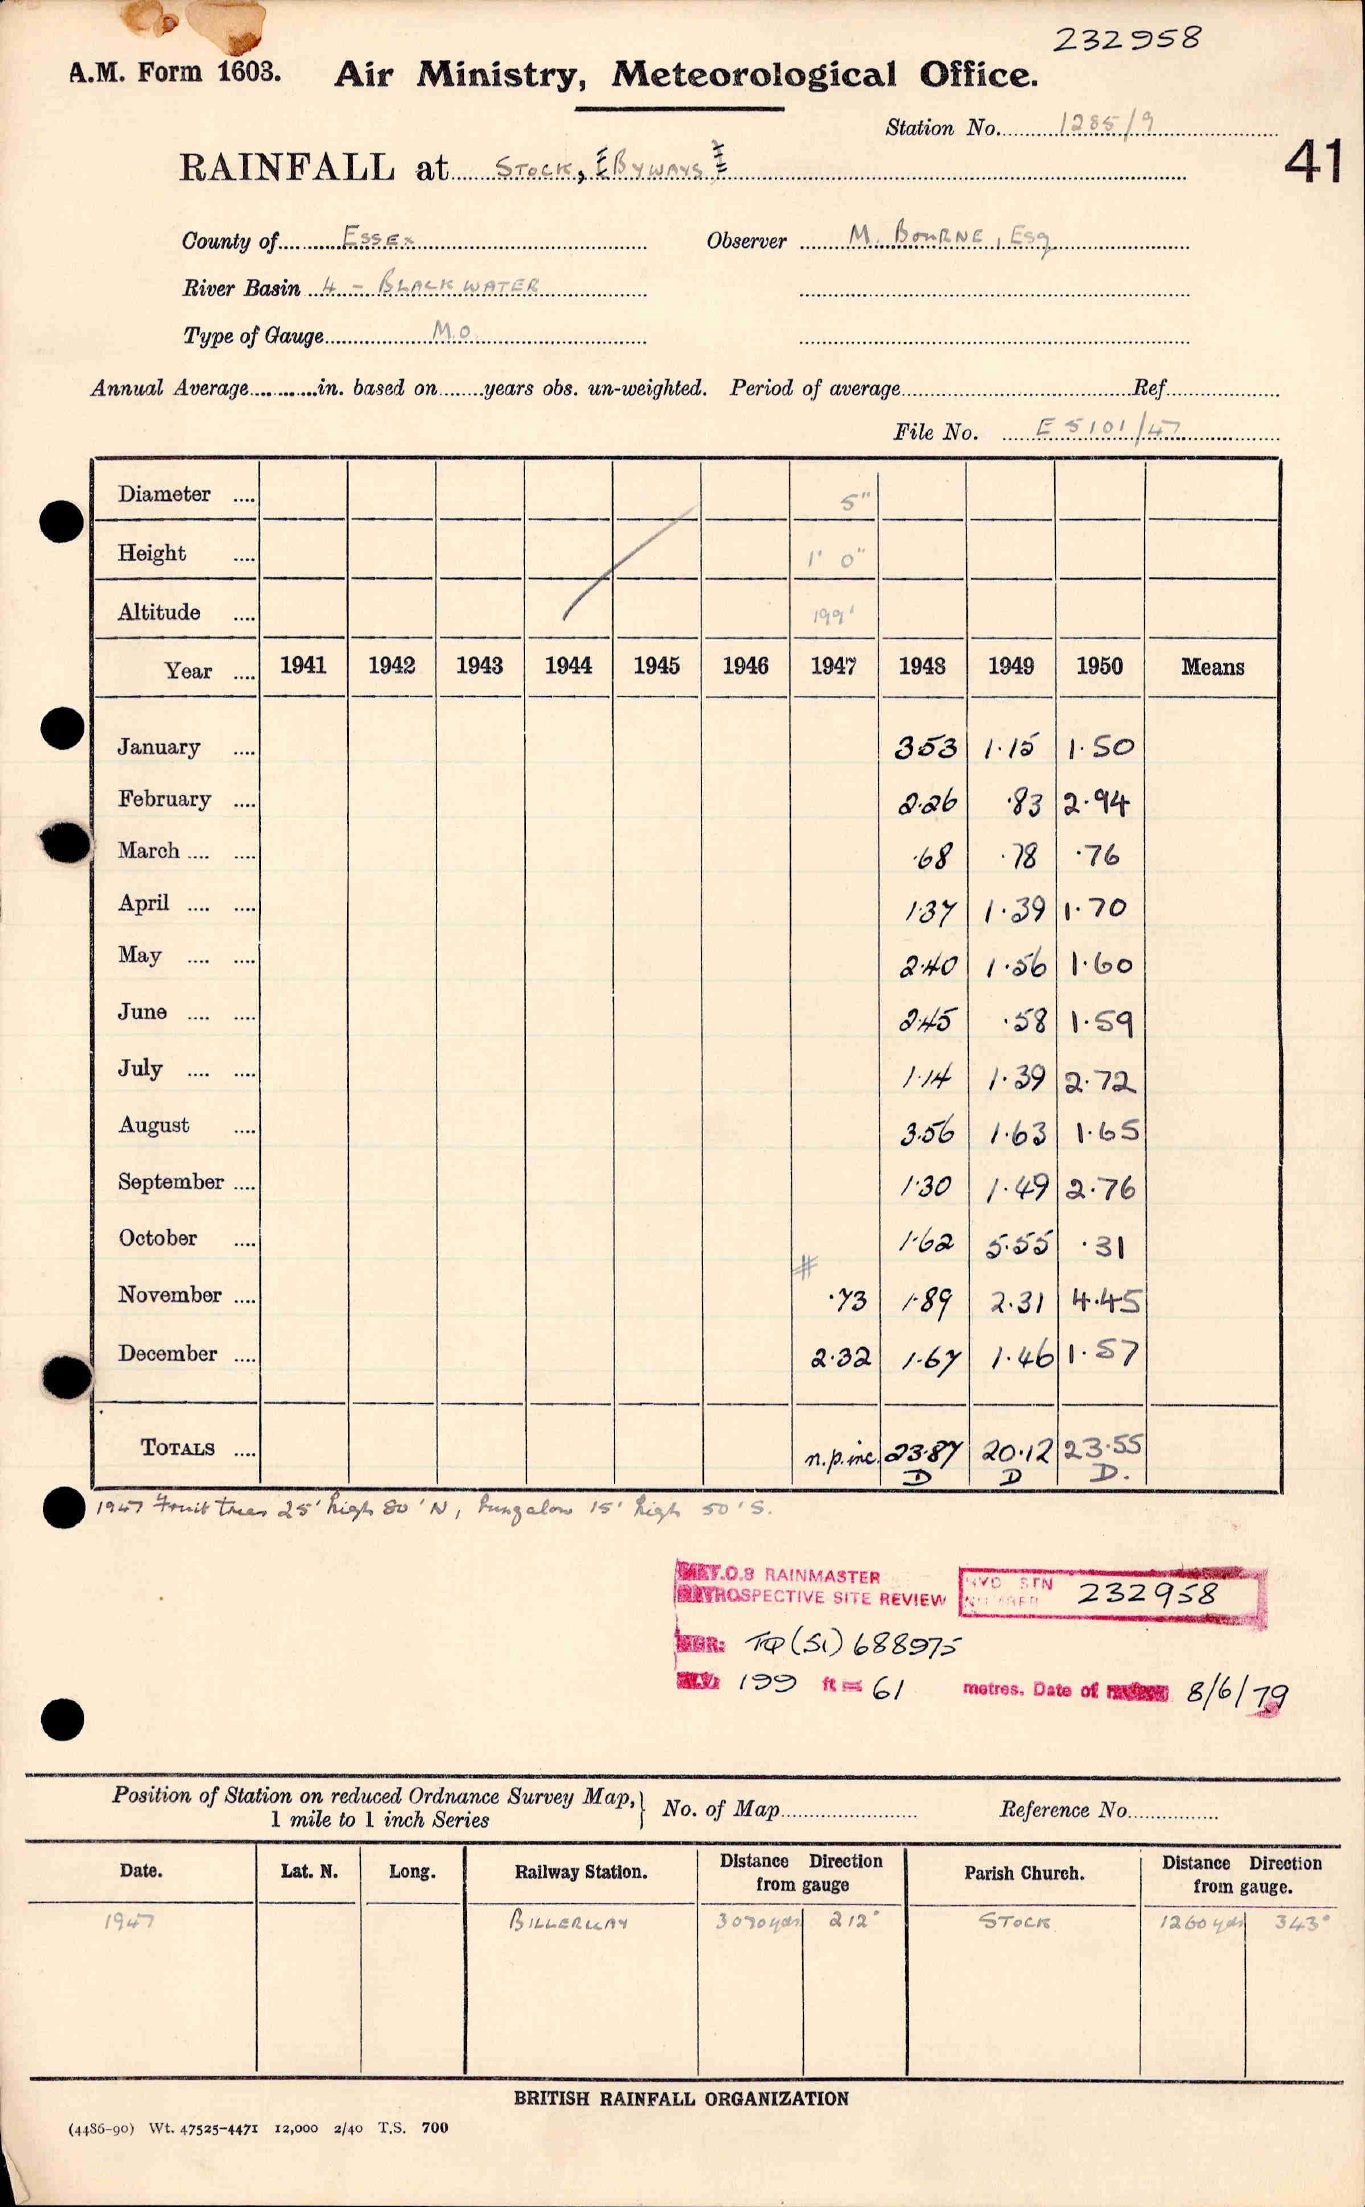 232958
A.M. Form 1603. Air Ministry, Meteorological Office.
Station No. 1285/9
41
RAINFALL at Stock, [Byways]
County of Essex Observer M. Bourne, Esq
River Basin 4 - Blackwater
Type of Gauge M.O.
Annual Average............in. based on........years obs. un-weighted. Period of average........Ref........
File No. E 5101/47
Diameter .... 5"
Height .... 1' 0"
Altitude .... 199'
Year .... 1941 1942 1943 1944 1945 1946 1947 1948 1949 1950 Means
January .... 353 1.15 1.50
February .... 2.26 .83 2.94
March .... .... .68 .78 .76
April .... .... 1.37 1.39 1.70
May .... .... 2.40 1.56 1.60
June .... .... 2.45 .58 1.59
July .... .... 1.14 1.39 2.72
August .... 3.56 1.63 1.65
September .... 1.30 1.49 2.76
October .... 1.62 5.55 .31
November .... .73 1.89 2.31 4.45
December .... 2.32 1.67 1.46 1.57
Totals .... n.p.inc. 23.87 20.12 23.55
D D D.
1947 Fruit trees 25' high 80' N, bungalow 15' high 50' S.
MET.O.8 RAINMASTER
RETROSPECTIVE SITE REVIEW
HYD STN
NUMBER 232958
NGR: TQ (51) 688975
ALV: 199 ft = 61 metres. Date of review 8/6/79
Position of Station on reduced Ordnance Survey Map, 1 mile to 1 inch Series } No. of Map........ Reference No........
Date. Lat. N. Long. Railway Station. Distance Direction from gauge Parish Church. Distance Direction from gauge.
1947 Billericay 3070yds 212° Stock 1260yds 343°
BRITISH RAINFALL ORGANIZATION
(4486-90) Wt. 47525-4471 12,000 2/40 T.S. 700